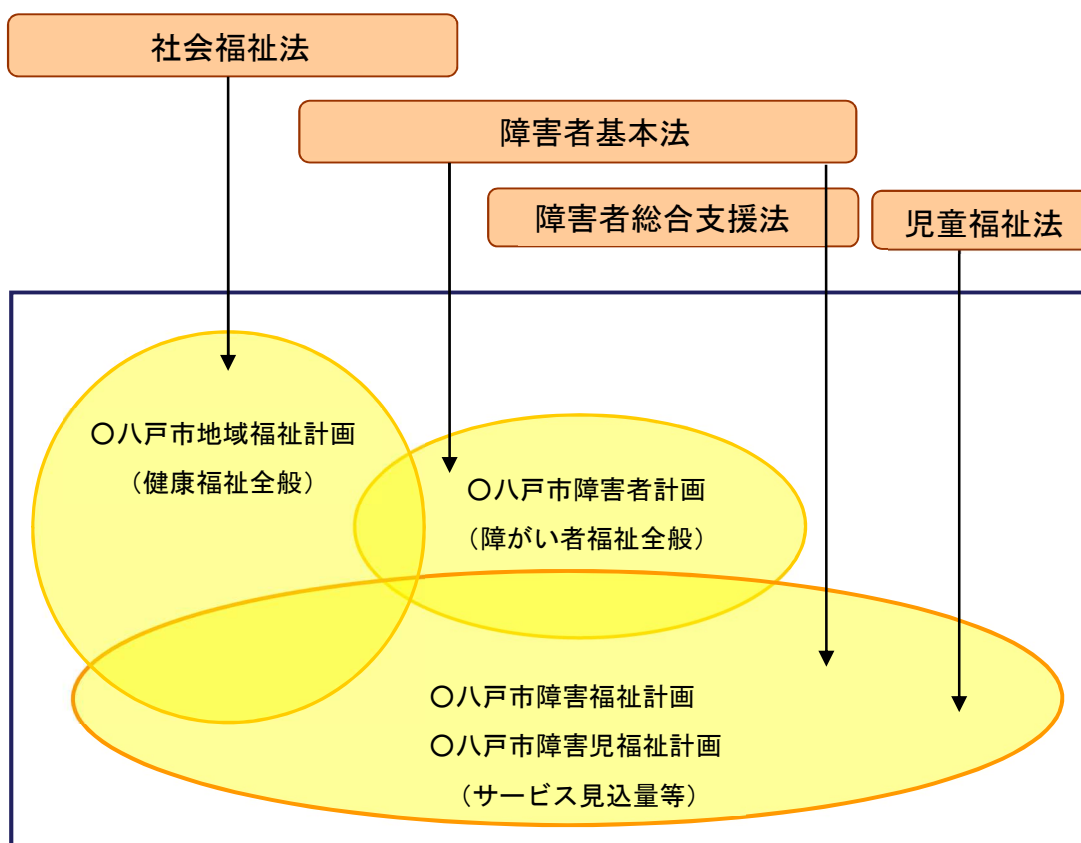 社会福祉法
障害者基本法
障害者総合支援法
児童福祉法
〇八戸市地域福祉計画
（健康福祉全般）
〇八戸市障害者計画
（障がい者福祉全般）
〇八戸市障害福祉計画
〇八戸市障害児福祉計画
（サービス見込量等）